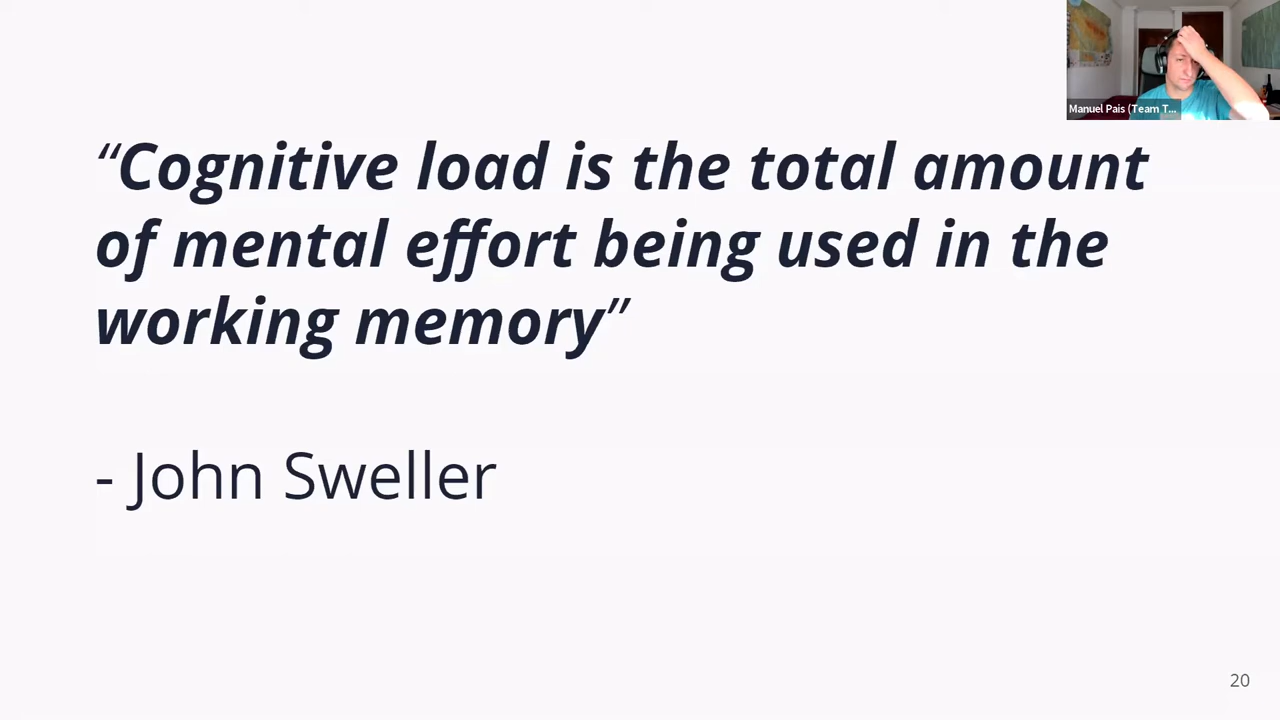 Manuel Pais (Team T...
“Cognitive load is the total amount
of mental effort being used in the
working memory”
- John Sweller
20